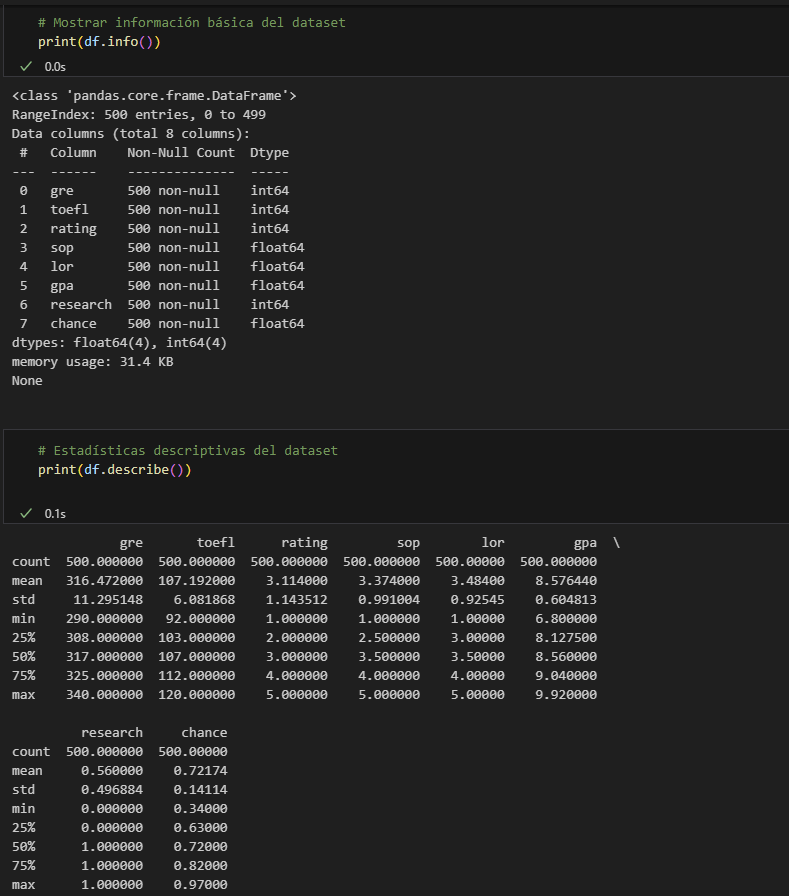 # Mostrar información básica del dataset
print(df.info())
0.0s
<class 'pandas.core.frame.DataFrame'>
RangeIndex: 500 entries, 0 to 499
Data columns (total 8 columns):
 #   Column    Non-Null Count  Dtype
---  ------    --------------  -----
 0   gre       500 non-null    int64
 1   toefl     500 non-null    int64
 2   rating    500 non-null    int64
 3   sop       500 non-null    float64
 4   lor       500 non-null    float64
 5   gpa       500 non-null    float64
 6   research  500 non-null    int64
 7   chance    500 non-null    float64
dtypes: float64(4), int64(4)
memory usage: 31.4 KB
None
# Estadísticas descriptivas del dataset
print(df.describe())
0.1s
              gre       toefl      rating         sop        lor         gpa  \
count  500.000000  500.000000  500.000000  500.000000  500.00000  500.000000
mean   316.472000  107.192000    3.114000    3.374000    3.48400    8.576440
std     11.295148    6.081868    1.143512    0.991004    0.92545    0.604813
min    290.000000   92.000000    1.000000    1.000000    1.00000    6.800000
25%    308.000000  103.000000    2.000000    2.500000    3.00000    8.127500
50%    317.000000  107.000000    3.000000    3.500000    3.50000    8.560000
75%    325.000000  112.000000    4.000000    4.000000    4.00000    9.040000
max    340.000000  120.000000    5.000000    5.000000    5.00000    9.920000
         research     chance
count  500.000000  500.00000
mean     0.560000    0.72174
std      0.496884    0.14114
min      0.000000    0.34000
25%      0.000000    0.63000
50%      1.000000    0.72000
75%      1.000000    0.82000
max      1.000000    0.97000